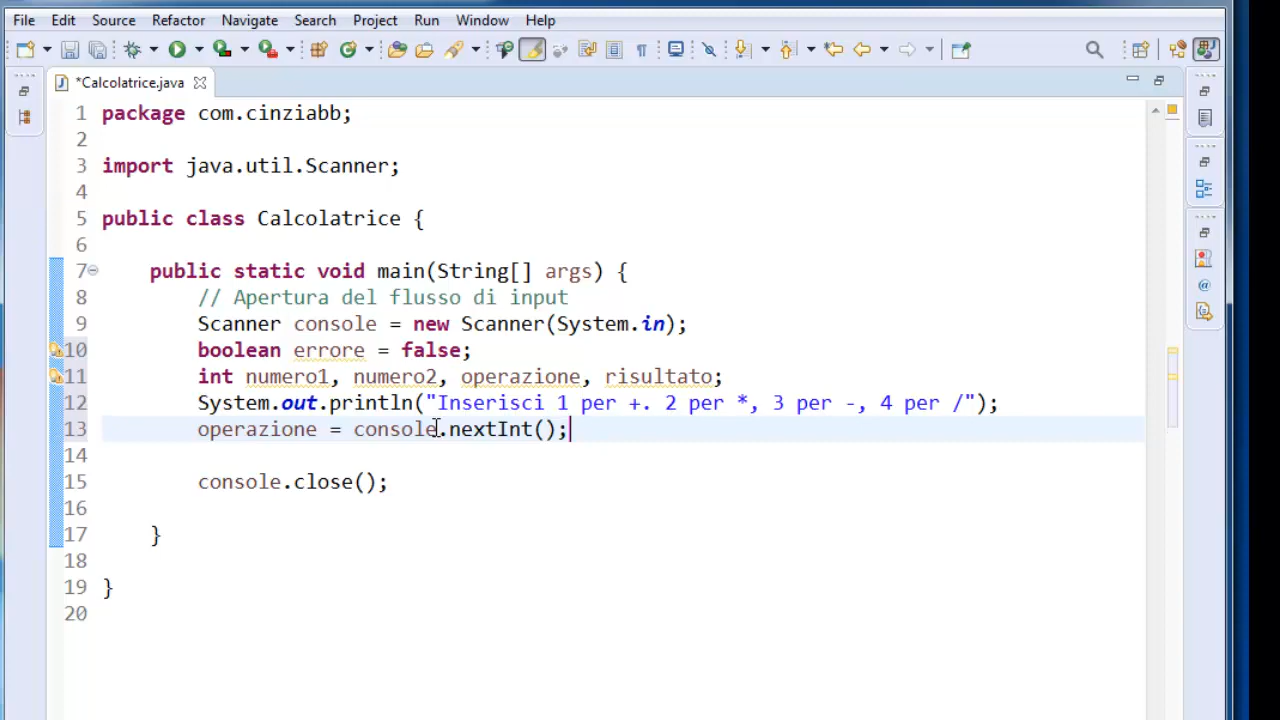 File Edit Source Refactor Navigate Search Project Run Window Help
*Calcolatrice.java
1 package com.cinziabb;
2
3 import java.util.Scanner;
4
5 public class Calcolatrice {
6
7 public static void main(String[] args) {
8 // Apertura del flusso di input
9 Scanner console = new Scanner(System.in);
10 boolean errore = false;
11 int numero1, numero2, operazione, risultato;
12 System.out.println("Inserisci 1 per +. 2 per *, 3 per -, 4 per /");
13 operazione = console.nextInt();
14
15 console.close();
16
17 }
18
19 }
20